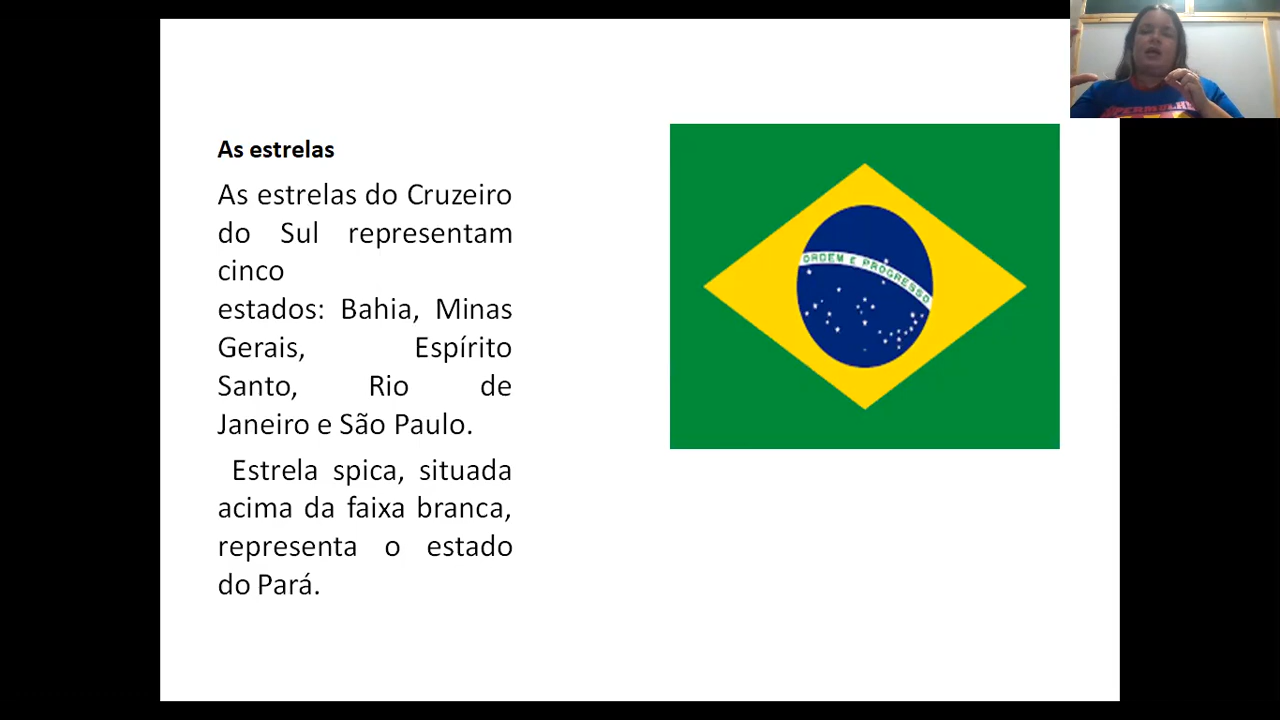 As estrelas
As estrelas do Cruzeiro
do Sul representam
cinco
estados: Bahia, Minas
Gerais, Espírito
Santo, Rio de
Janeiro e São Paulo.
Estrela spica, situada
acima da faixa branca,
representa o estado
do Pará.
ORDEM E PROGRESSO